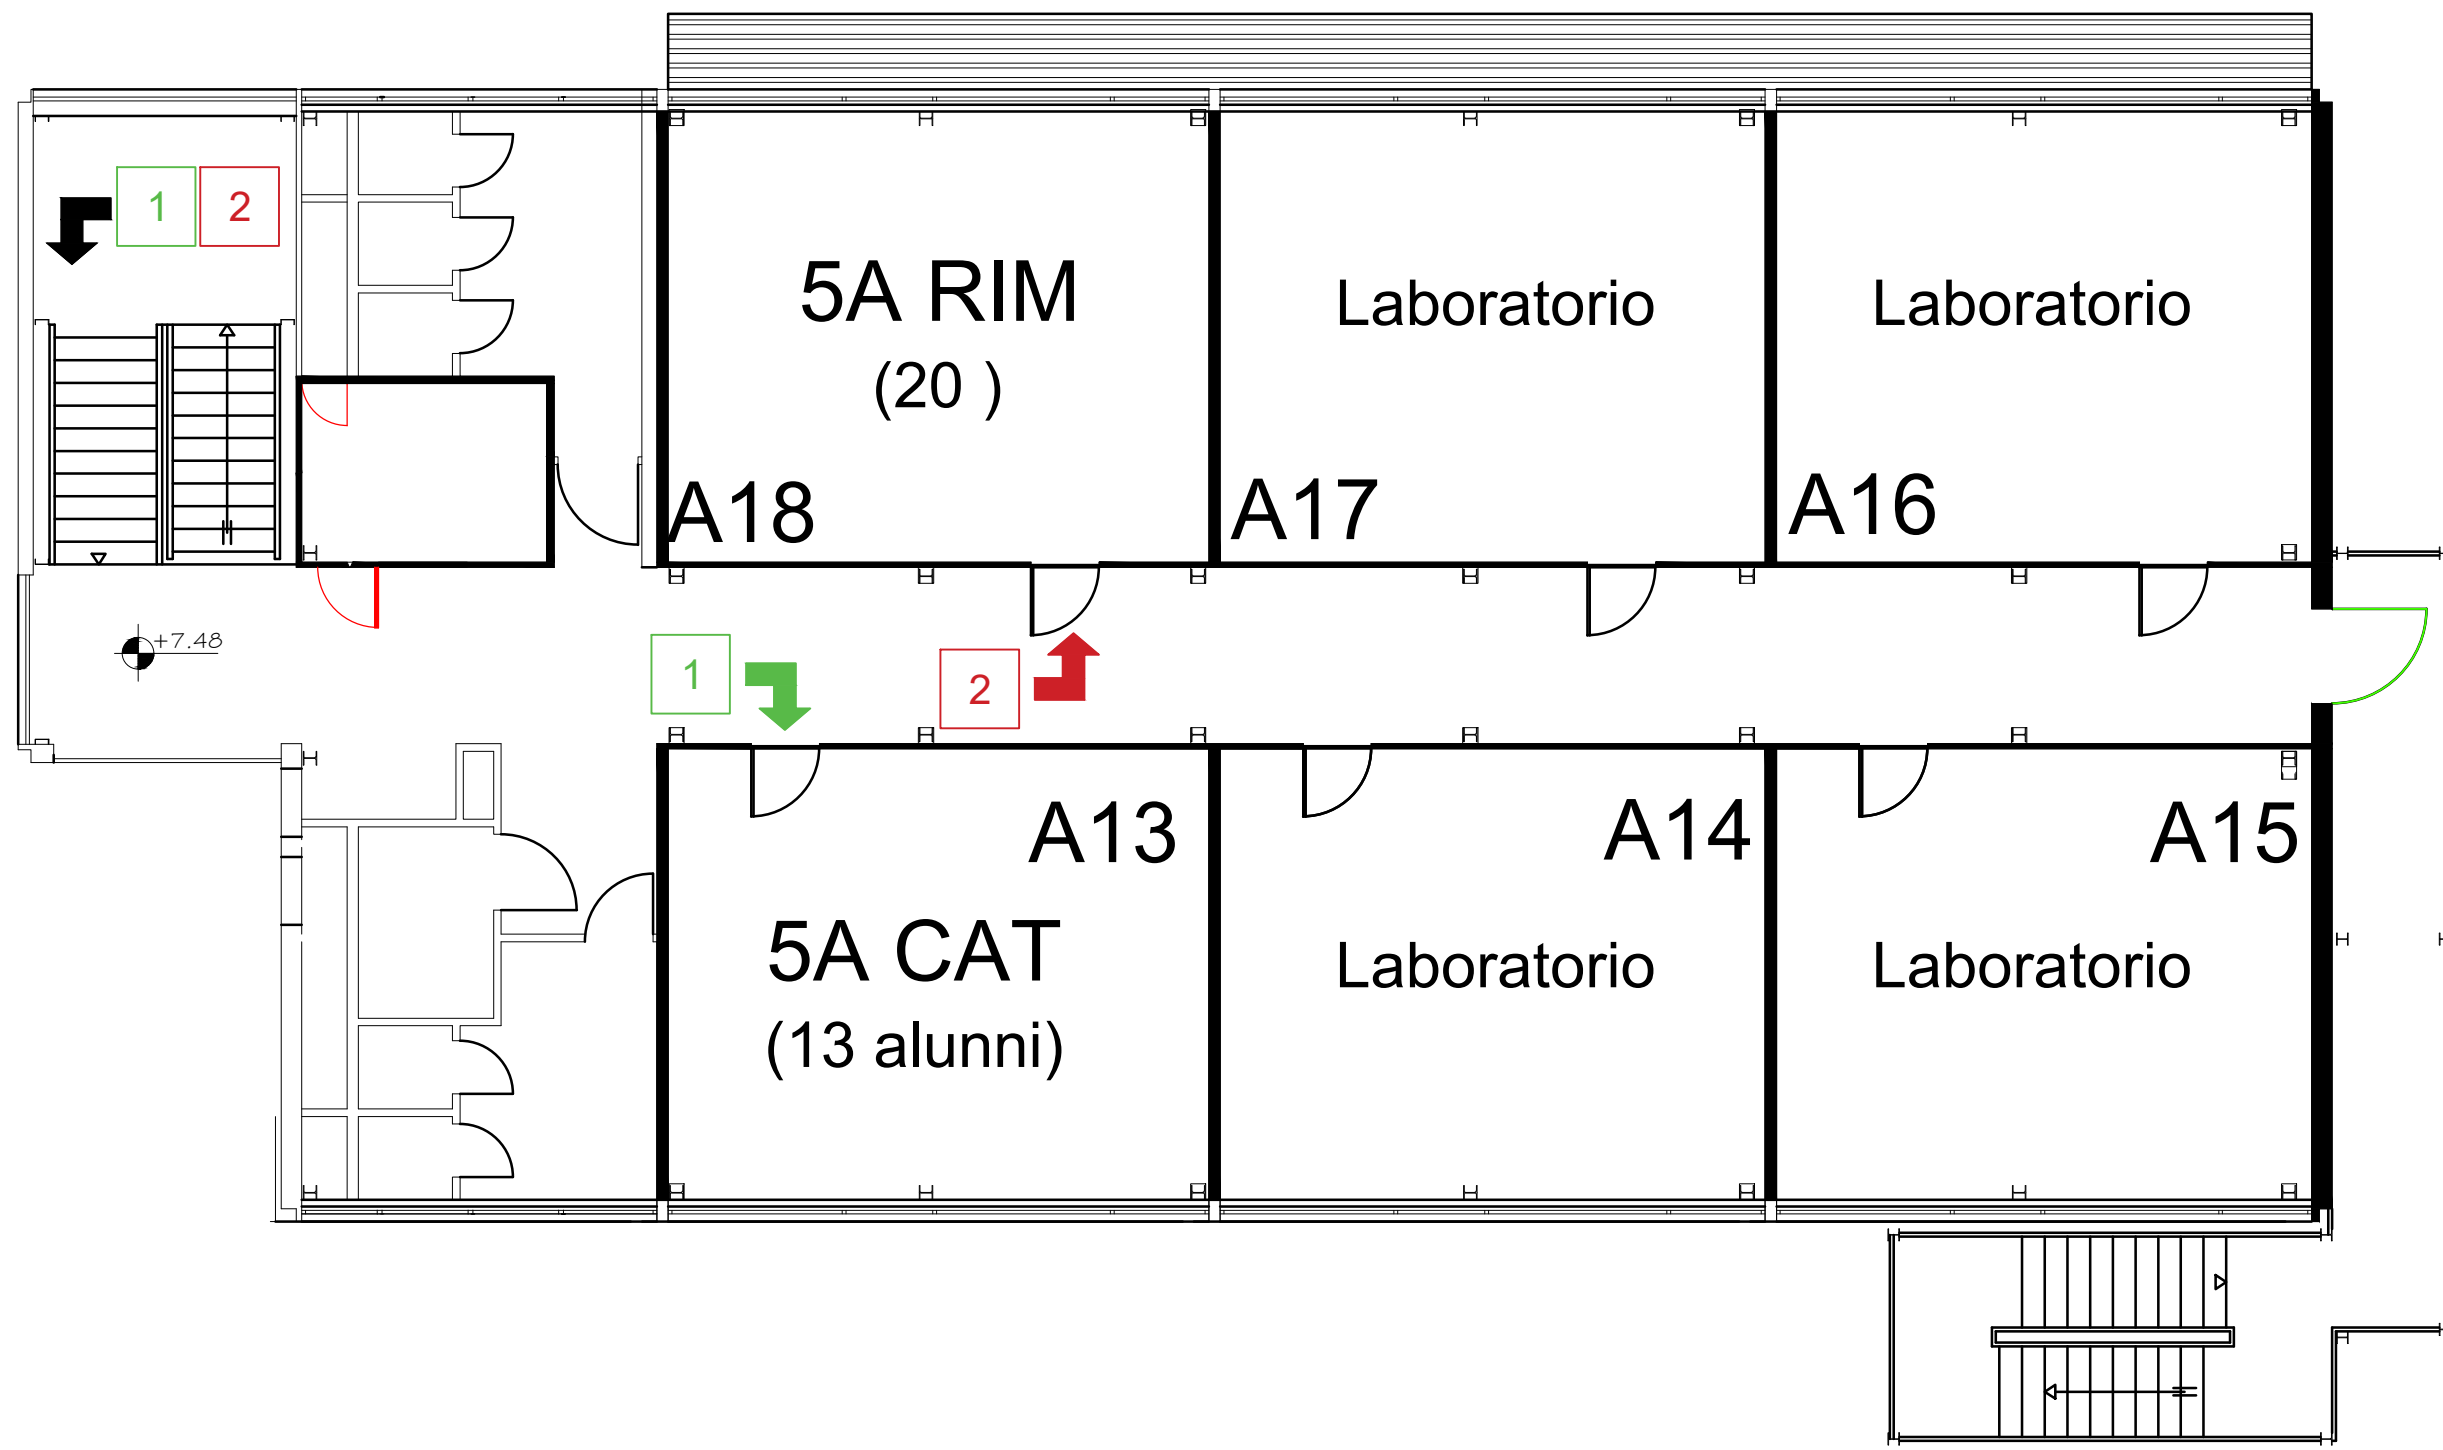 1 2
5A RIM
(20 )
A18
Laboratorio
A17
Laboratorio
A16
+7.48
1
2
A13
5A CAT
(13 alunni)
A14
Laboratorio
A15
Laboratorio